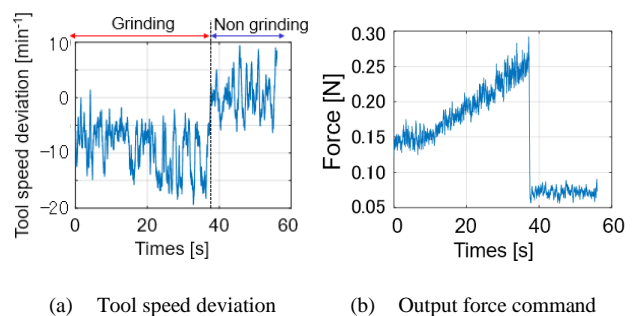 Grinding Non grinding
Tool speed deviation [min-1]
10
0
-10
-20
0 20 40 60
Times [s]
Force [N]
0.30
0.25
0.20
0.15
0.10
0.05
0 20 40 60
Times [s]
(a) Tool speed deviation (b) Output force command